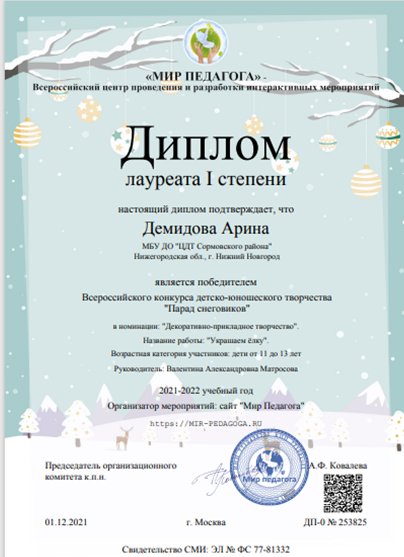 «МИР ПЕДАГОГА» -
Всероссийский центр проведения и разработки интерактивных мероприятий
Диплом
лауреата I степени
настоящий диплом подтверждает, что
Демидова Арина
МБУ ДО "ЦДТ Сормовского района"
Нижегородская обл., г. Нижний Новгород
является победителем
Всероссийского конкурса детско-юношеского творчества
"Парад снеговиков"
в номинации: "Декоративно-прикладное творчество".
Название работы: "Украшаем ёлку".
Возрастная категория участников: дети от 11 до 13 лет
Руководитель: Валентина Александровна Матросова
2021-2022 учебный год
Организатор мероприятий: сайт "Мир Педагога"
https://MIR-PEDAGOGA.RU
Председатель организационного
комитета к.п.н.
Мир педагога
А.Ф. Ковалева
01.12.2021
г. Москва
ДП-0 № 253825
Свидетельство СМИ: ЭЛ № ФС 77-81332